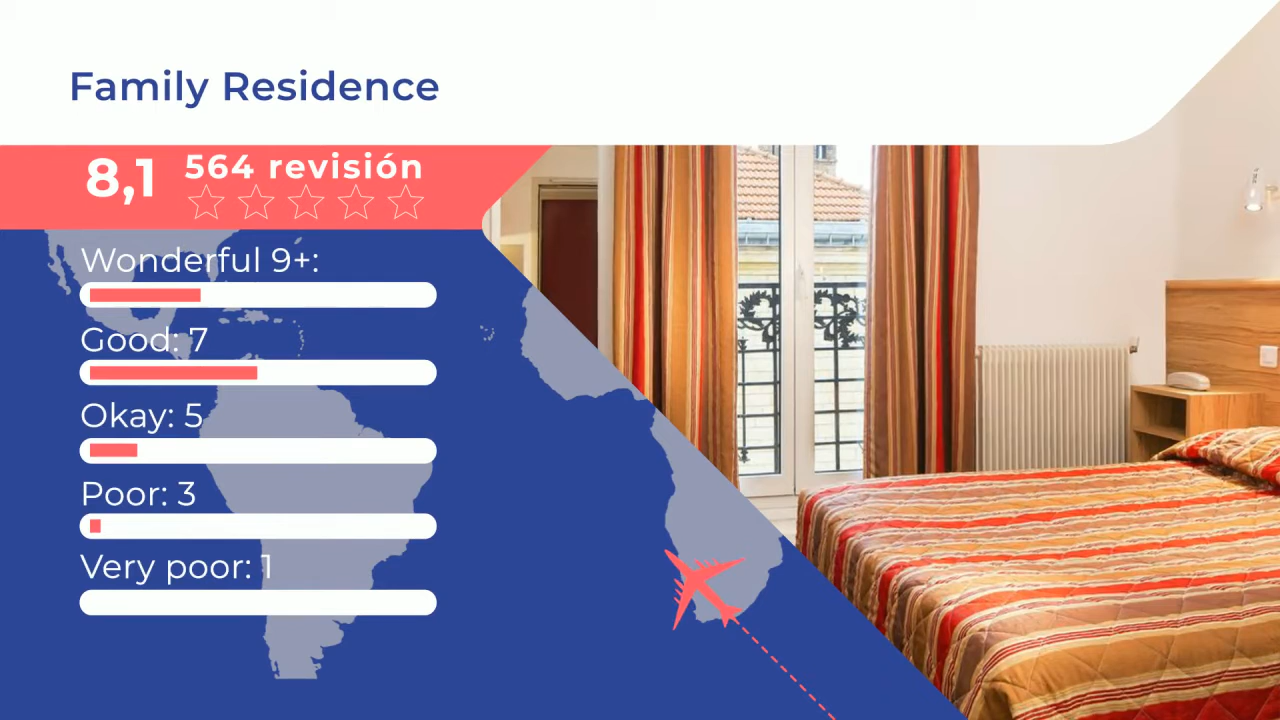 Family Residence
8,1
564 revisión
Wonderful 9+:
Good: 7
Okay: 5
Poor: 3
Very poor: 1